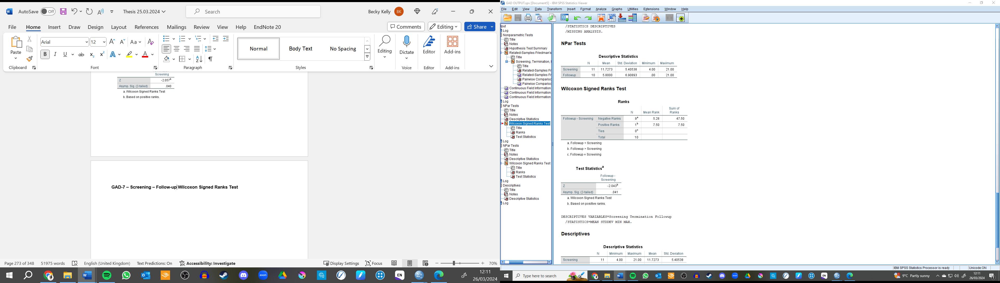 AutoSave Off Thesis 25.03.2024 Search Becky Kelly BK
File Home Insert Draw Design Layout References Mailings Review View Help EndNote 20 Comments Editing Share
Paste Arial 12 Aa Normal Body Text No Spacing Editing Dictate Editor Add-ins
Clipboard Font Paragraph Styles Voice Editor Add-ins
Screening
Z -2.057b
Asymp. Sig. (2-tailed) .040
a. Wilcoxon Signed Ranks Test
b. Based on positive ranks.
GAD-7 – Screening – Follow-up Wilcoxon Signed Ranks Test
Page 273 of 348 51975 words English (United Kingdom) Text Predictions: On Accessibility: Investigate Display Settings Focus 70%
zoom EN 12:11
26/03/2024
GAD OUTPUT.spv [Document5] - IBM SPSS Statistics Viewer
File Edit View Data Transform Insert Format Analyze Graphs Utilities Extensions Window Help
tput
Log
Nonparametric Tests
Title
Notes
Hypothesis Test Summary
Related-Samples Friedman's
Title
Screening, Termination,
Title
Related-Samples Fr
Related-Samples Fr
Pairwise Comparisc
Pairwise Comparisc
Continuous Field Information
Continuous Field Information
Continuous Field Information
Log
NPar Tests
Title
Notes
Descriptive Statistics
Wilcoxon Signed Ranks Test
Title
Ranks
Test Statistics
Log
NPar Tests
Title
Notes
Descriptive Statistics
Wilcoxon Signed Ranks Test
Title
Ranks
Test Statistics
Log
Descriptives
Title
Notes
Descriptive Statistics
Log
/STATISTICS DESCRIPTIVES
/MISSING ANALYSIS.
NPar Tests
Descriptive Statistics
N Mean Std. Deviation Minimum Maximum
Screening 11 11.7273 5.40538 4.00 21.00
Followup 10 5.8000 6.90893 .00 21.00
Wilcoxon Signed Ranks Test
Ranks
N Mean Rank Sum of Ranks
Followup - Screening Negative Ranks 9a 5.28 47.50
Positive Ranks 1b 7.50 7.50
Ties 0c
Total 10
a. Followup < Screening
b. Followup > Screening
c. Followup = Screening
Test Statisticsa
Followup -
Screening
Z -2.043b
Asymp. Sig. (2-tailed) .041
a. Wilcoxon Signed Ranks Test
b. Based on positive ranks.
DESCRIPTIVES VARIABLES=Screening Termination Followup
/STATISTICS=MEAN STDDEV MIN MAX.
Descriptives
Descriptive Statistics
N Minimum Maximum Mean Std. Deviation
Screening 11 4.00 21.00 11.7273 5.40538
IBM SPSS Statistics Processor is ready Unicode:ON
Type here to search zoom EN 9°C Partly sunny 12:11
26/03/2024